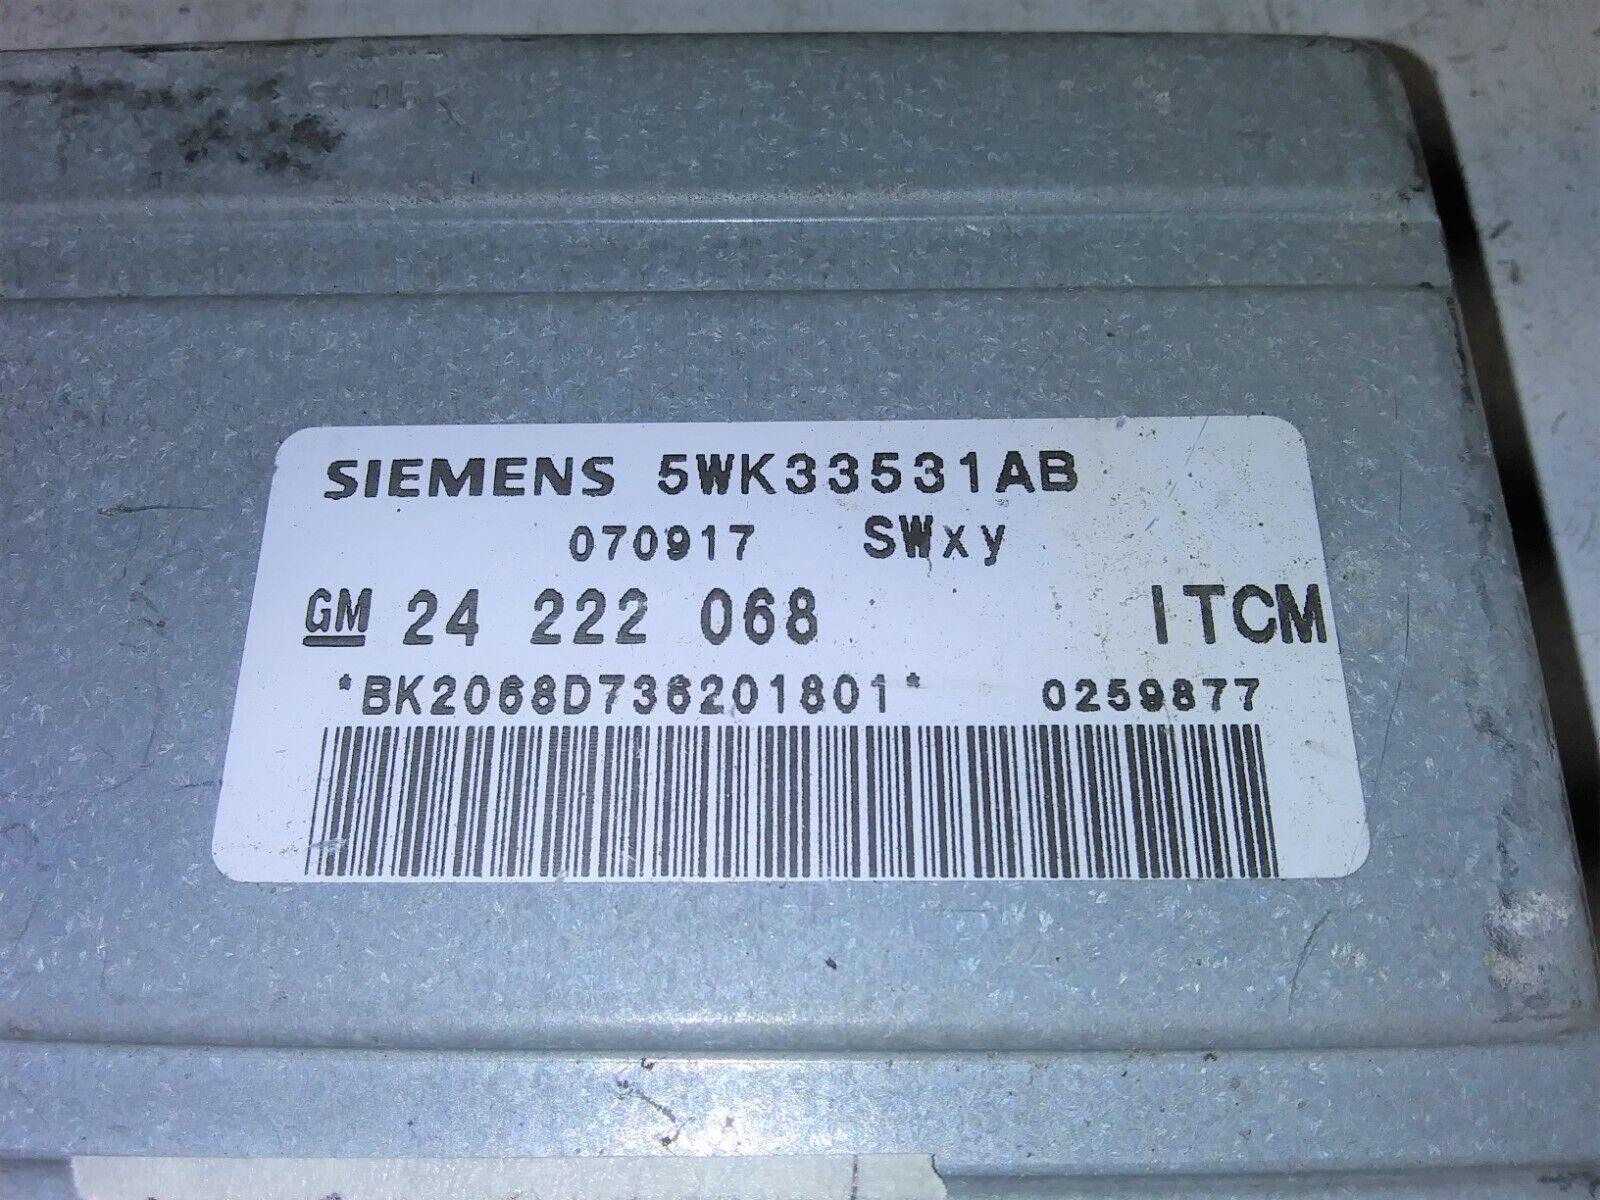 SIEMENS 5WK33531AB
070917 SWxy
GM 24 222 068 ITCM
*BK2068D736201801* 0259877